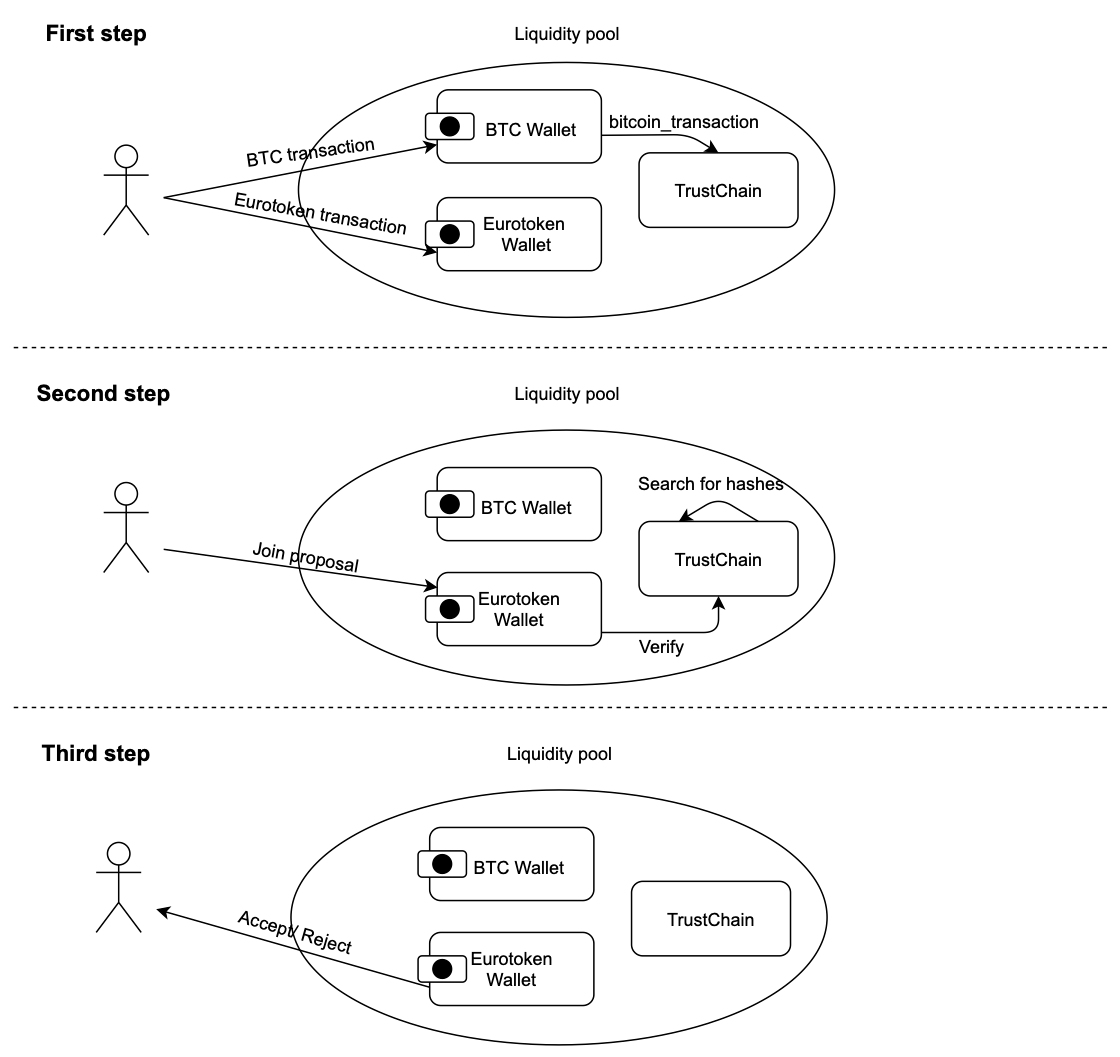 First step
Liquidity pool
BTC Wallet
bitcoin_transaction
BTC transaction
TrustChain
Eurotoken transaction
Eurotoken
Wallet
Second step
Liquidity pool
Search for hashes
BTC Wallet
Join proposal
TrustChain
Eurotoken
Wallet
Verify
Third step
Liquidity pool
BTC Wallet
TrustChain
Accept/ Reject
Eurotoken
Wallet